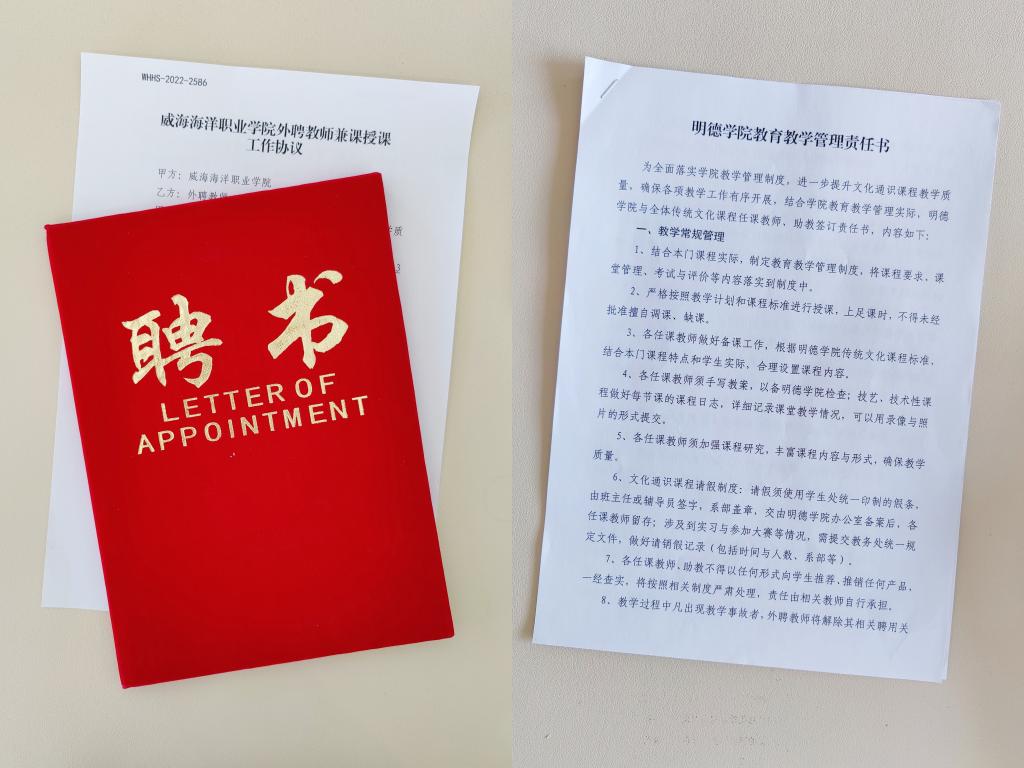 WHHS-2022-2586
威海海洋职业学院外聘教师兼课授课
工作协议
甲方：威海海洋职业学院
乙方：外聘教师
质
3
聘书
LETTER OF
APPOINTMENT
明德学院教育教学管理责任书
为全面落实学院教学管理制度，进一步提升文化通识课程教学质
量，确保各项教学工作有序开展，结合学院教育教学管理实际，明德
学院与全体传统文化课程任课教师，助教签订责任书，内容如下：
一、教学常规管理
1、结合本门课程实际，制定教育教学管理制度，将课程要求、课
堂管理、考试与评价等内容落实到制度中。
2、严格按照教学计划和课程标准进行授课，上足课时，不得未经
批准擅自调课、缺课。
3、各任课教师做好备课工作，根据明德学院传统文化课程标准，
结合本门课程特点和学生实际，合理设置课程内容。
4、各任课教师须手写教案，以备明德学院检查；技艺，技术性课
程做好每节课的课程日志，详细记录课堂教学情况，可以用录像与照
片的形式提交。
5、各任课教师须加强课程研究，丰富课程内容与形式，确保教学
质量。
6、文化通识课程请假制度：请假须使用学生处统一印制的假条，
由班主任或辅导员签字，系部盖章，交由明德学院办公室备案后，各
任课教师留存；涉及到实习与参加大赛等情况，需提交教务处统一规
定文件，做好请销假记录（包括时间与人数、系部等）。
7、各任课教师、助教不得以任何形式向学生推荐、推销任何产品，
一经查实，将按照相关制度严肃处理，责任由相关教师自行承担。
8、教学过程中凡出现教学事故者，外聘教师将解除其相关聘用关